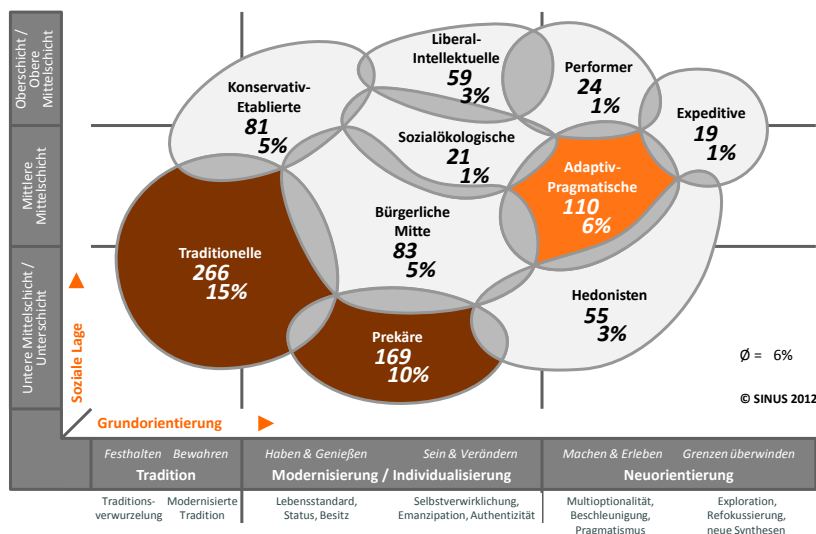 Oberschicht /
Obere
Mittelschicht
Mittlere
Mittelschicht
Untere Mittelschicht /
Unterschicht
Soziale Lage
Konservativ-
Etablierte
81
5%
Liberal-
Intellektuelle
59
3%
Performer
24
1%
Expeditive
19
1%
Sozialökologische
21
1%
Adaptiv-
Pragmatische
110
6%
Traditionelle
266
15%
Bürgerliche
Mitte
83
5%
Hedonisten
55
3%
Prekäre
169
10%
Ø = 6%
© SINUS 2012
Grundorientierung
Festhalten Bewahren
Tradition
Haben & Genießen Sein & Verändern
Modernisierung / Individualisierung
Machen & Erleben Grenzen überwinden
Neuorientierung
Traditions-
verwurzelung
Modernisierte
Tradition
Lebensstandard,
Status, Besitz
Selbstverwirklichung,
Emanzipation, Authentizität
Multioptionalität,
Beschleunigung,
Pragmatismus
Exploration,
Refokussierung,
neue Synthesen